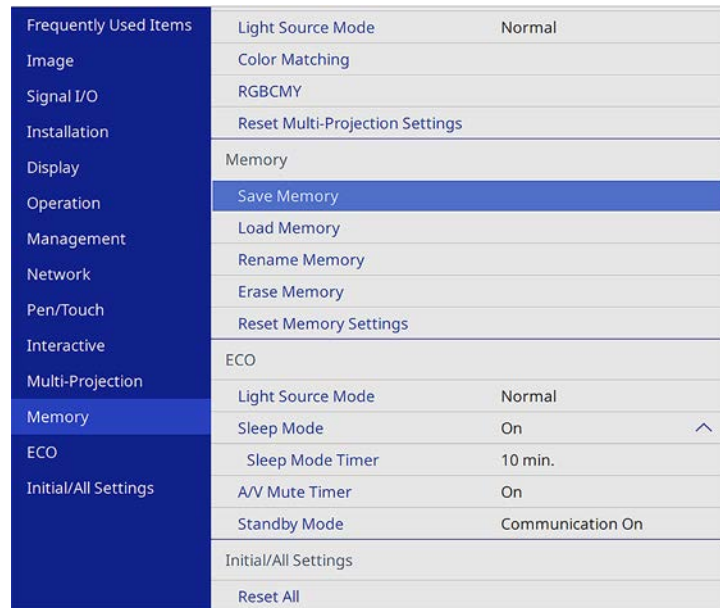 Frequently Used Items
Image
Signal I/O
Installation
Display
Operation
Management
Network
Pen/Touch
Interactive
Multi-Projection
Memory
ECO
Initial/All Settings
Light Source Mode Normal
Color Matching
RGBCMY
Reset Multi-Projection Settings
Memory
Save Memory
Load Memory
Rename Memory
Erase Memory
Reset Memory Settings
ECO
Light Source Mode Normal
Sleep Mode On
Sleep Mode Timer 10 min.
A/V Mute Timer On
Standby Mode Communication On
Initial/All Settings
Reset All